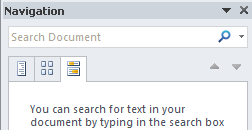 Navigation
Search Document
You can search for text in your
document by typing in the search box